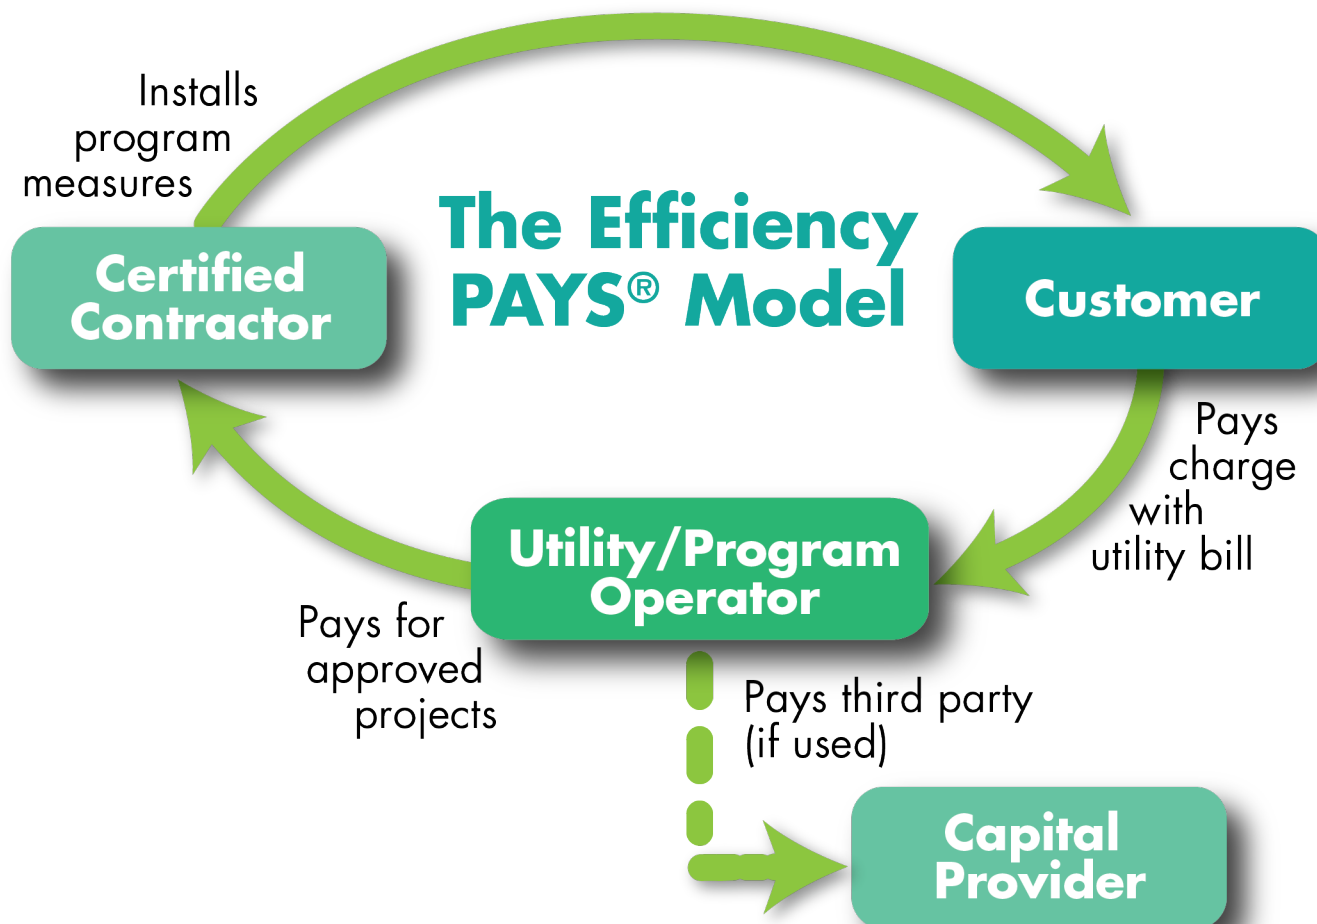 Installs
program
measures
The Efficiency
PAYS® Model
Certified
Contractor
Customer
Pays
charge
with
utility bill
Utility/Program
Operator
Pays for
approved
projects
Pays third party
(if used)
Capital
Provider